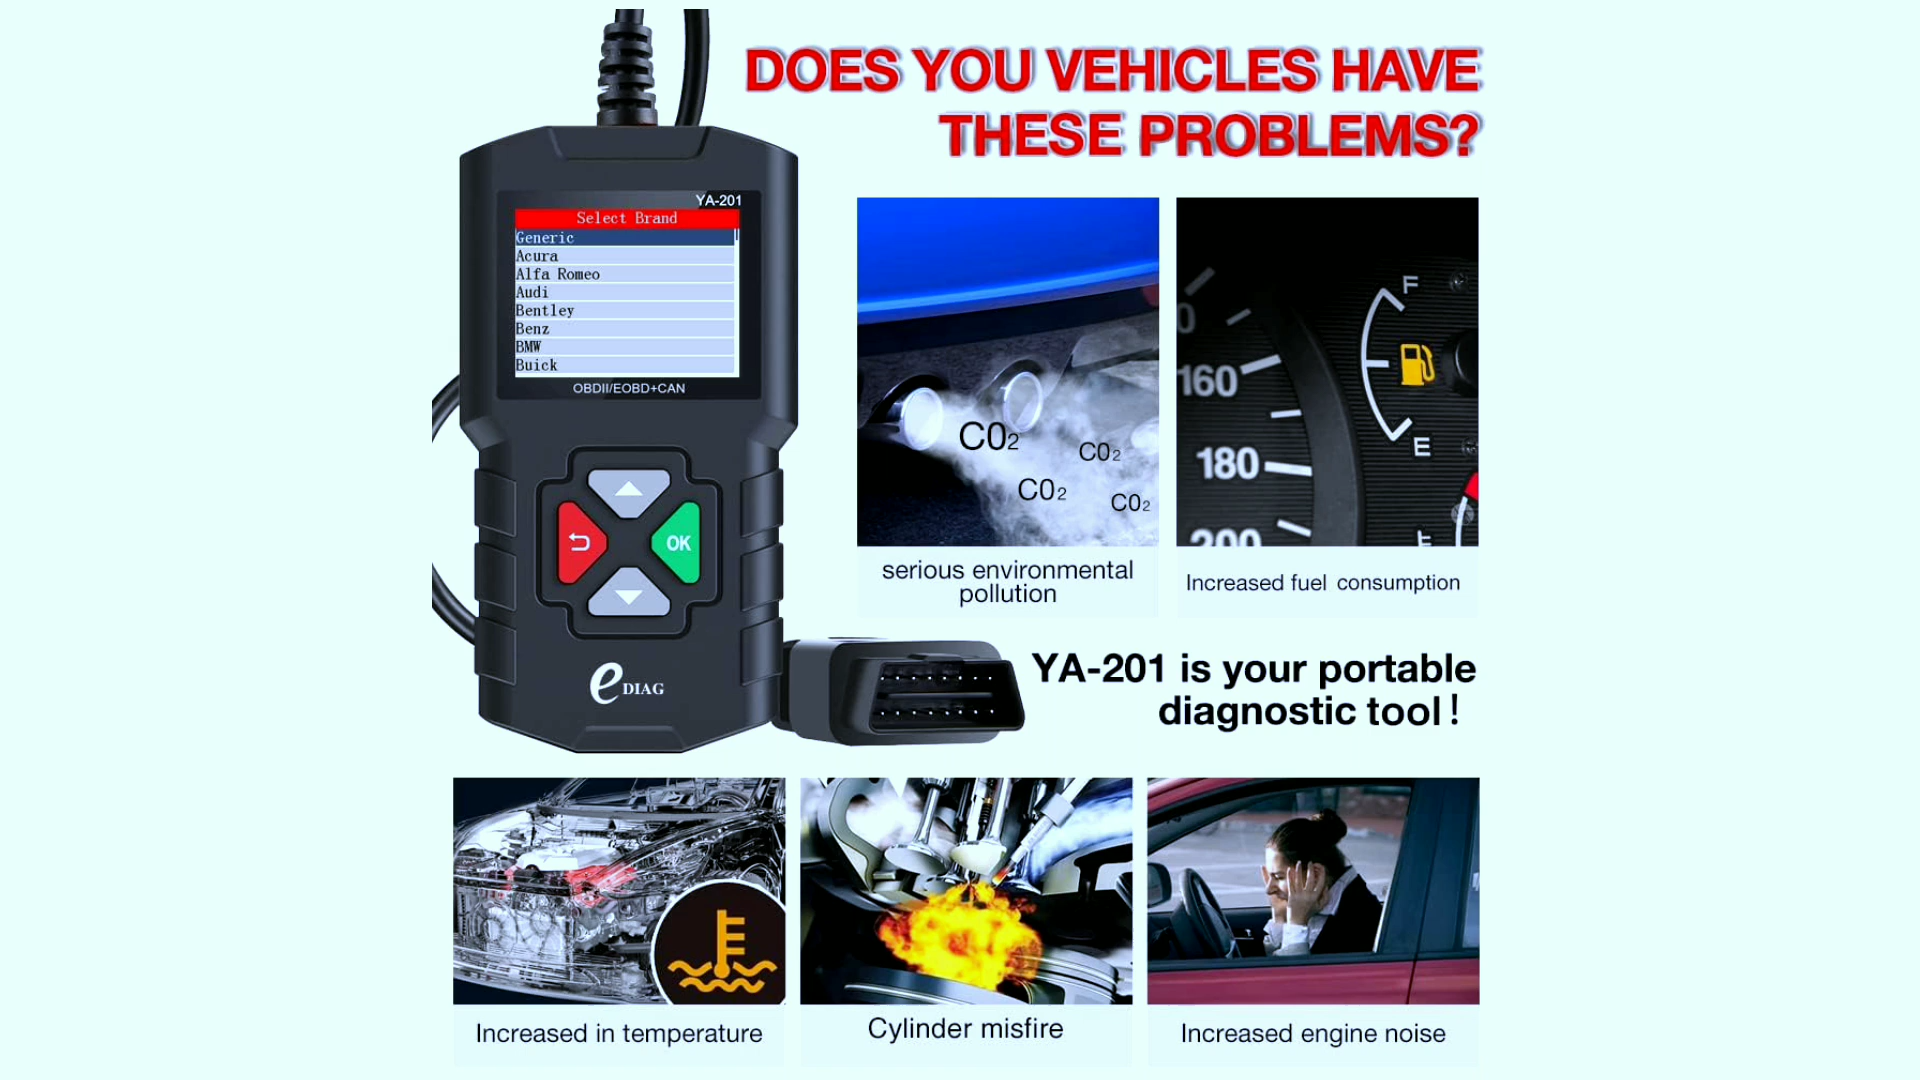 DOES YOU VEHICLES HAVE
THESE PROBLEMS?
YA-201
Select Brand
Generic
Acura
Alfa Romeo
Audi
Bentley
Benz
BMW
Buick
OBDII/EOBD+CAN
OK
e DIAG
C0₂
C0₂
C0₂
C0₂
serious environmental
pollution
0
160
180
200
F
E
Increased fuel consumption
YA-201 is your portable
diagnostic tool!
Increased in temperature
Cylinder misfire
Increased engine noise